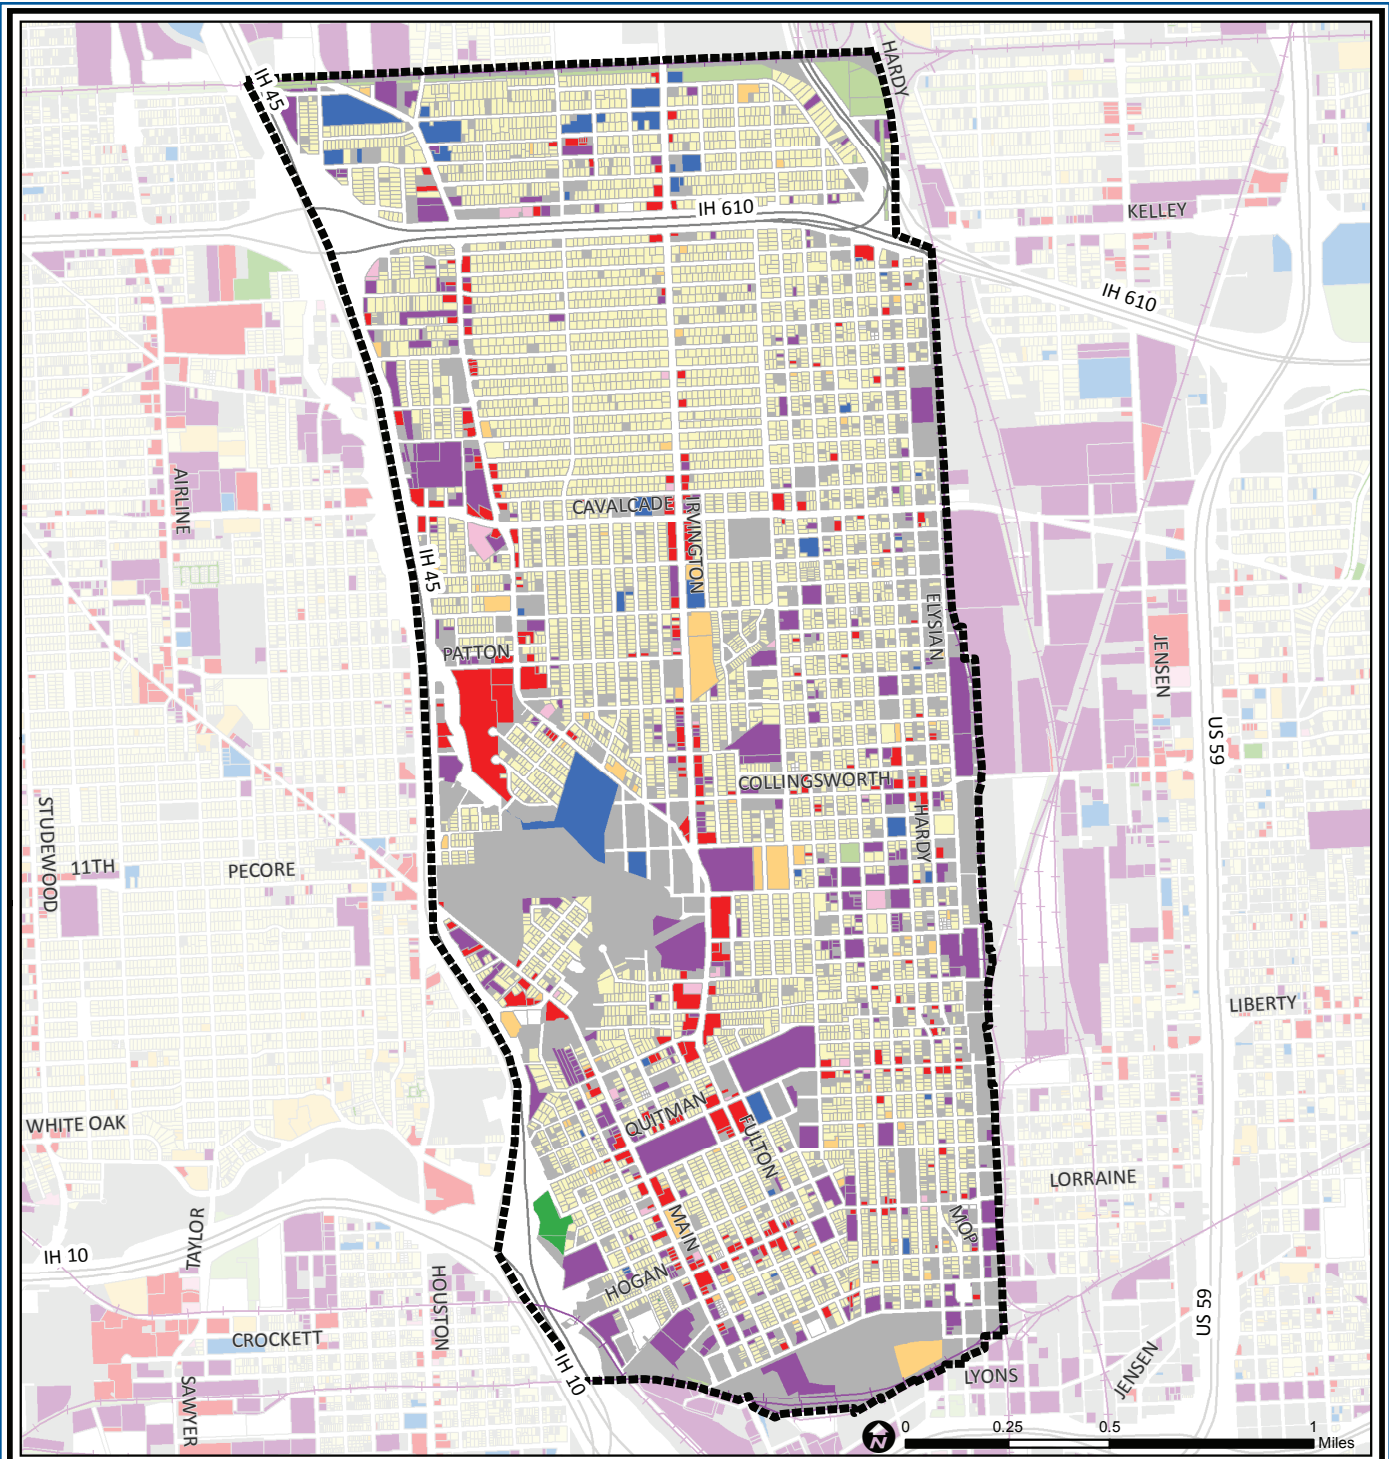 HARDY
IH 45
IH 610
KELLEY
IH 610
AIRLINE
CAVALCADE
IRVINGTON
IH 45
ELYSIAN
PATTON
JENSEN
US 59
COLLINGSWORTH
HARDY
STUDEWOOD
11TH
PECORE
LIBERTY
WHITE OAK
QUITMAN
FULTON
LORRAINE
TAYLOR
MAIN
MOP
IH 10
HOGAN
HOUSTON
CROCKETT
US 59
IH 10
SAWYER
LYONS
JENSEN
N
0 0.25 0.5 1
Miles